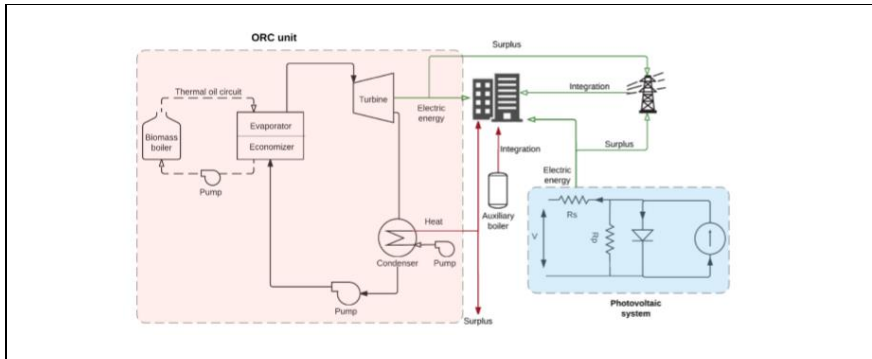 ORC unit
Surplus
Thermal oil circuit
Turbine
Integration
Electric
energy
Evaporator
Economizer
Biomass
boiler
Pump
Integration
Surplus
Electric
energy
Auxiliary
boiler
Heat
Rs
Rp
V
Condenser
Pump
Pump
Surplus
Photovoltaic
system